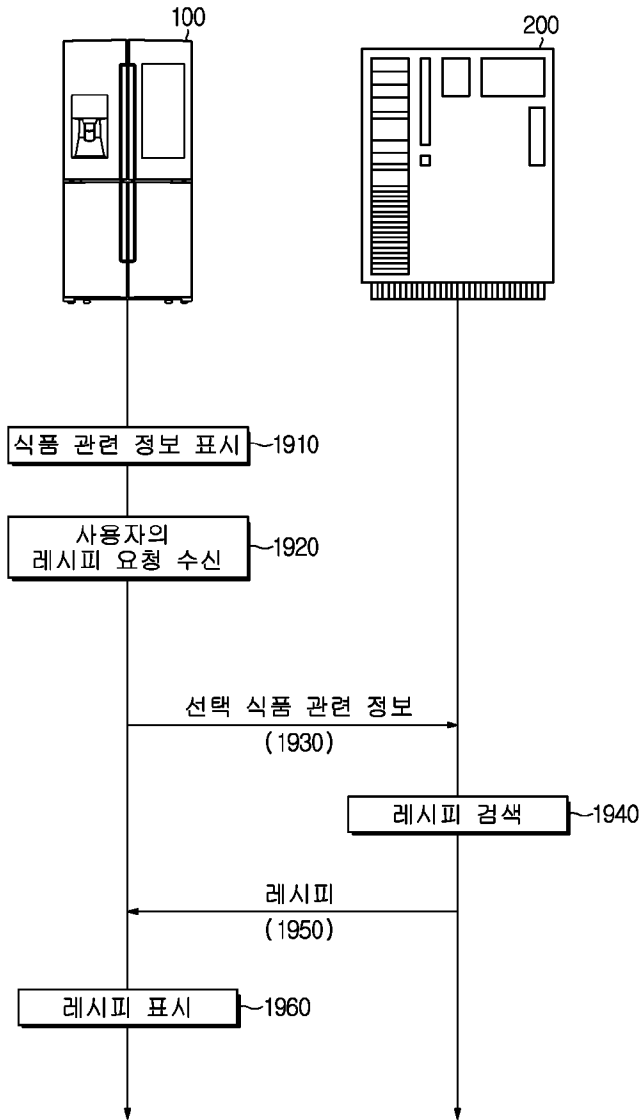 100
200
식품 관련 정보 표시
1910
사용자의
레시피 요청 수신
1920
선택 식품 관련 정보
(1930)
레시피 검색
1940
레시피
(1950)
레시피 표시
1960